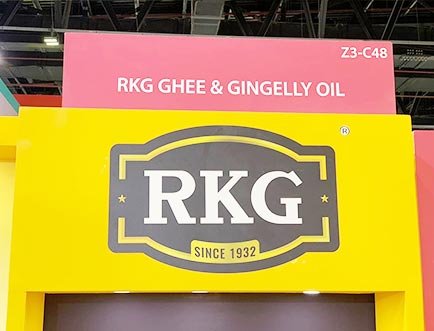 Z3-C48
RKG GHEE & GINGELLY OIL
®
RKG
SINCE 1932